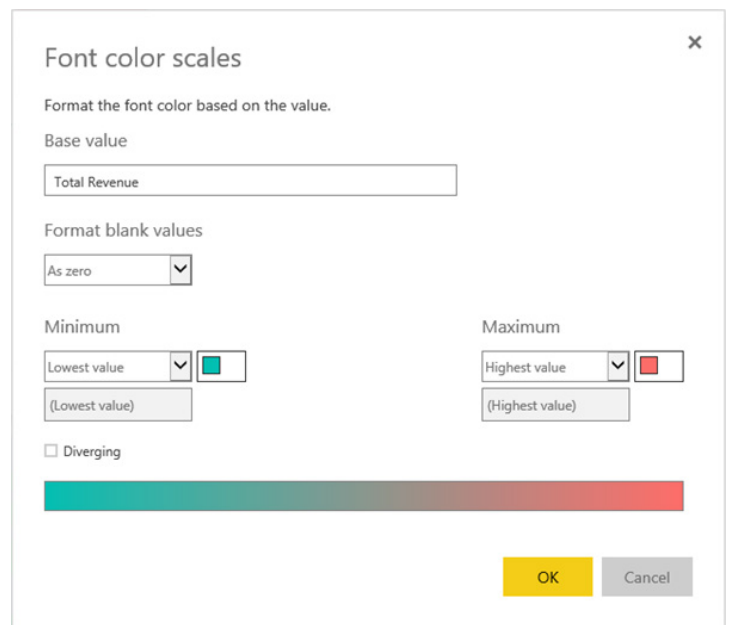 Font color scales
Format the font color based on the value.
Base value
Total Revenue
Format blank values
As zero
Minimum
Maximum
Lowest value
Highest value
(Lowest value)
(Highest value)
Diverging
OK
Cancel